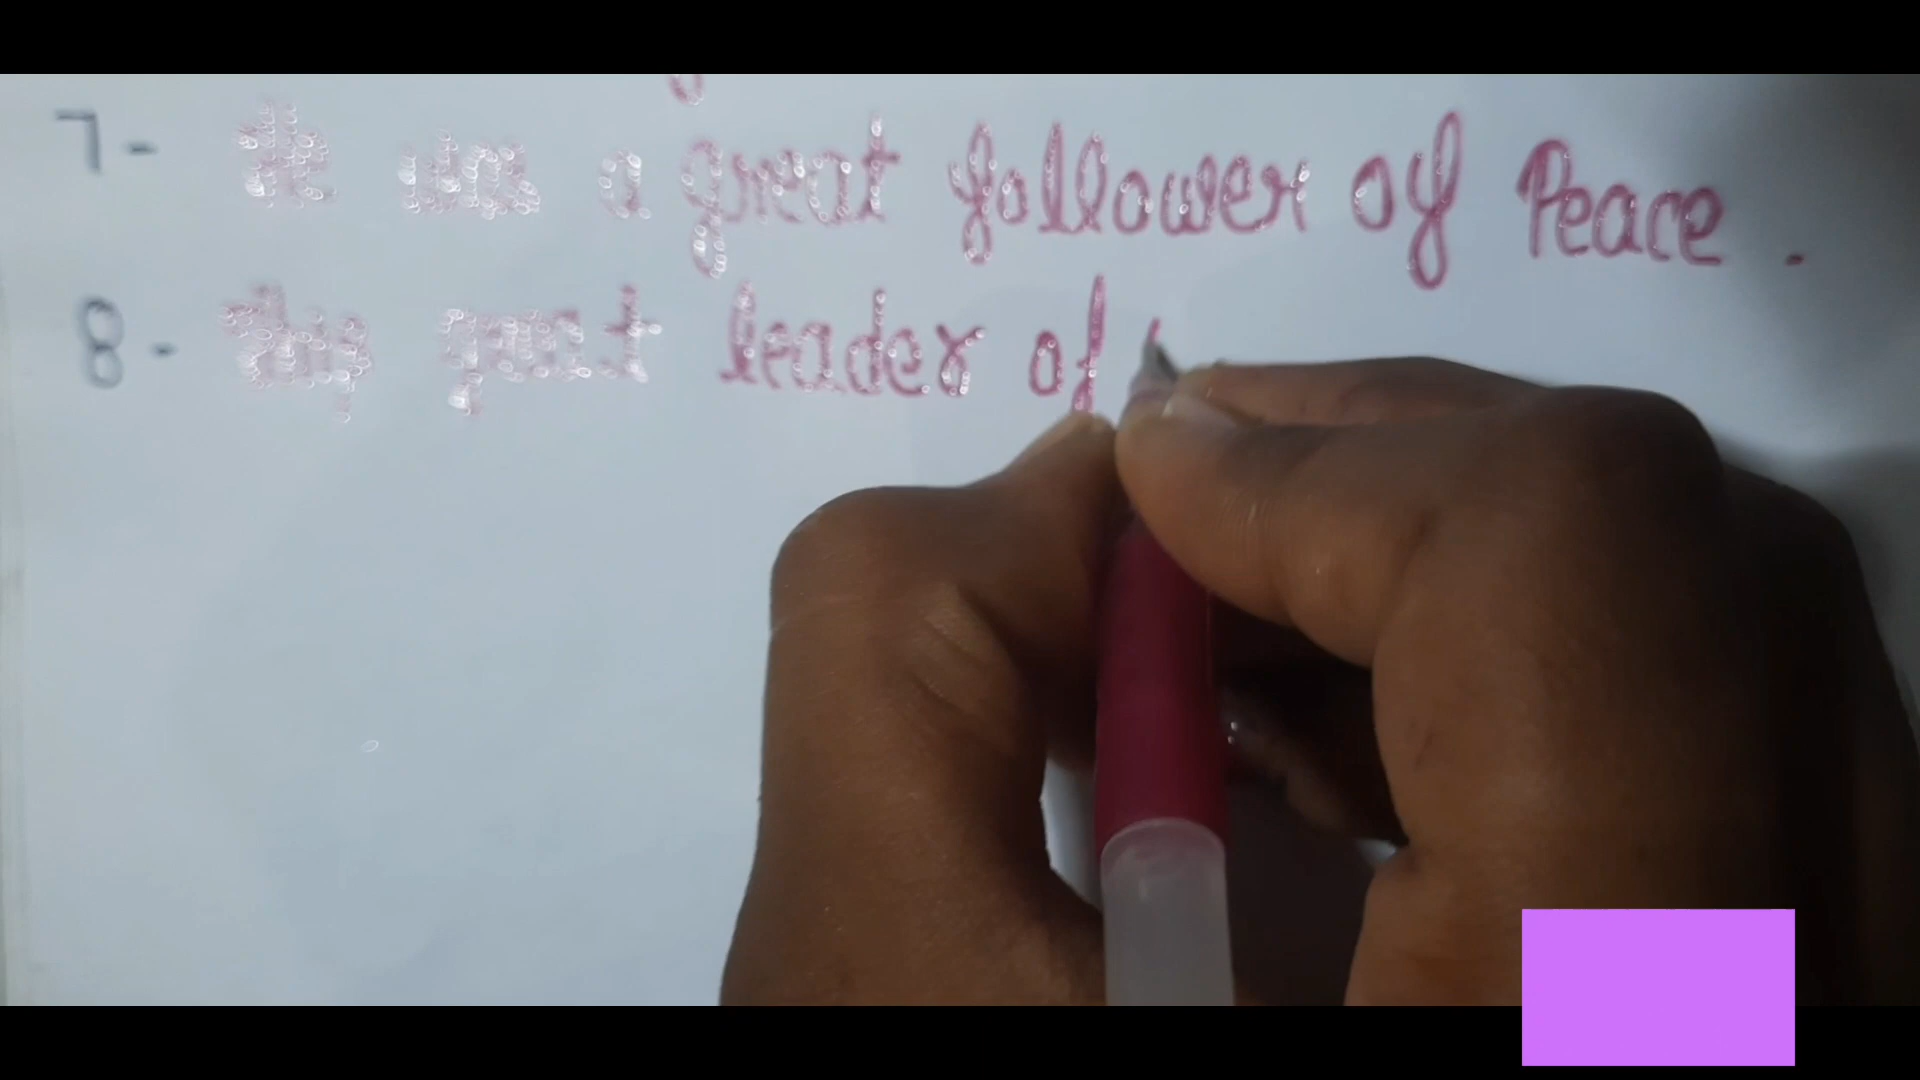 7- He was a great follower of Peace.
8- This great leader of